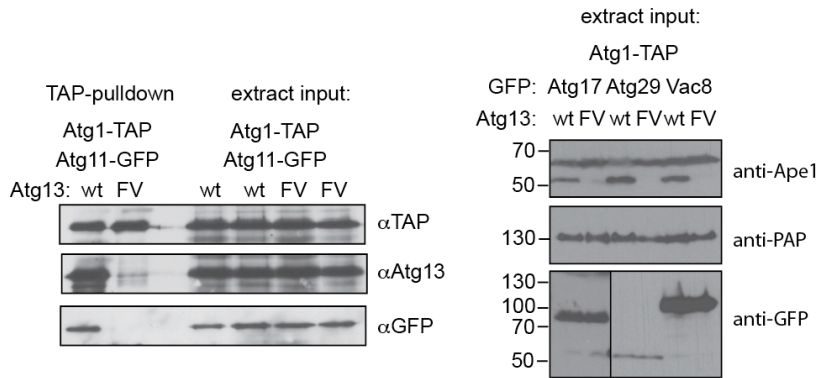 TAP-pulldown extract input:
Atg1-TAP Atg1-TAP
Atg11-GFP Atg11-GFP
Atg13: wt FV wt wt FV FV
αTAP
αAtg13
αGFP
extract input:
Atg1-TAP
GFP: Atg17 Atg29 Vac8
Atg13: wt FV wt FV wt FV
70
50
anti-Ape1
130
anti-PAP
130
100
70
50
anti-GFP